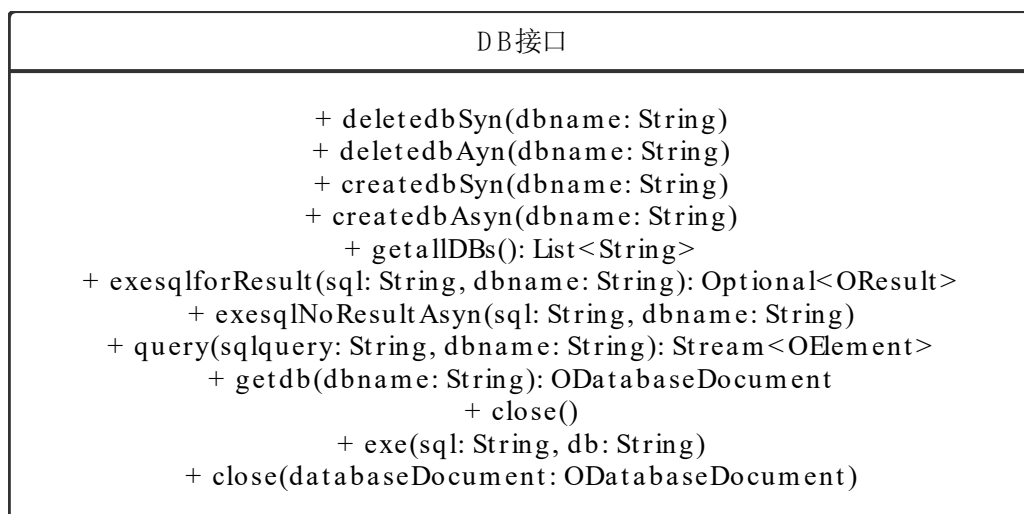 DB接口
+ deletedbSyn(dbname: String)
+ deletedbAyn(dbname: String)
+ createdbSyn(dbname: String)
+ createdbAsyn(dbname: String)
+ getallDBs(): List<String>
+ exesqlforResult(sql: String, dbname: String): Optional<OResult>
+ exesqlNoResultAsyn(sql: String, dbname: String)
+ query(sqlquery: String, dbname: String): Stream<OElement>
+ getdb(dbname: String): ODatabaseDocument
+ close()
+ exe(sql: String, db: String)
+ close(databaseDocument: ODatabaseDocument)